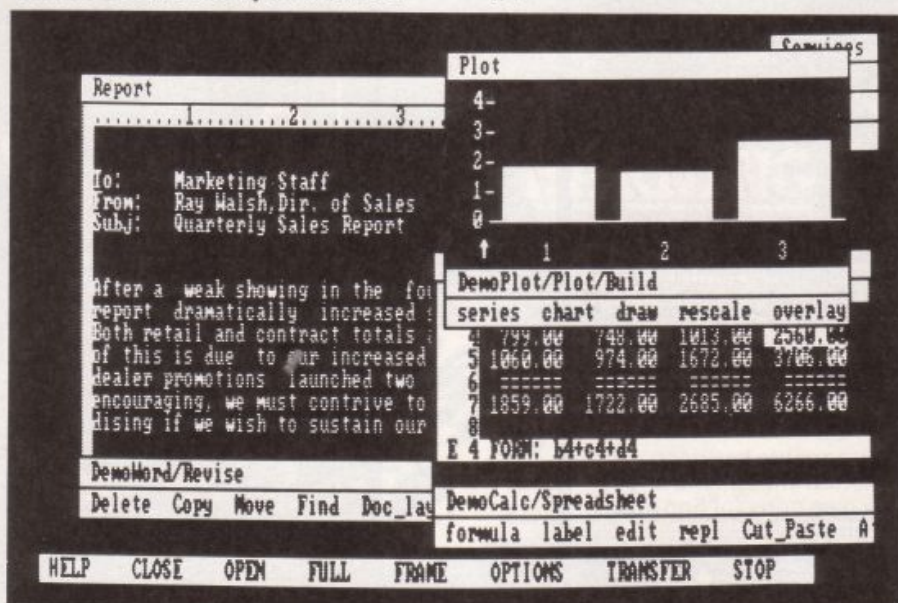 Services
Plot
4-
3-
2-
1-
0
1 2 3
DemoPlot/Plot/Build
series chart draw rescale overlay
Report
1 2 3
To: Marketing Staff
From: Ray Walsh,Dir. of Sales
Subj: Quarterly Sales Report
After a weak showing in the
report dramatically increased
Both retail and contract totals
of this is due to our increased
dealer promotions launched two
encouraging, we must contrive to
dising if we wish to sustain our
DemoWord/Revise
Delete Copy Move Find Doc_lay
4 799.00 748.00 1013.00 2560.00
5 1060.00 974.00 1672.00 3706.00
6 ------ ------ ------ ------
7 1859.00 1722.00 2685.00 6266.00
8
E 4 FORM: b4+c4+d4
DemoCalc/Spreadsheet
formula label edit repl Cut_Paste
HELP CLOSE OPEN FULL FRAME OPTIONS TRANSFER STOP